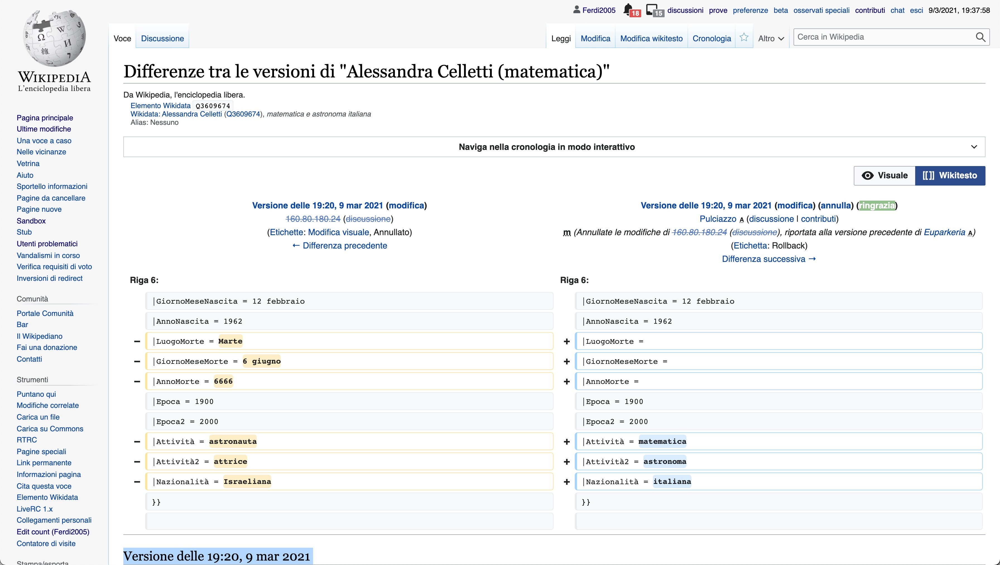 Ferdi2005 18 15 discussioni prove preferenze beta osservati speciali contributi chat esci 9/3/2021, 19:37:58
Voce Discussione Leggi Modifica Modifica wikitesto Cronologia Altro Cerca in Wikipedia
WIKIPEDIA
L'enciclopedia libera
Pagina principale
Ultime modifiche
Una voce a caso
Nelle vicinanze
Vetrina
Aiuto
Sportello informazioni
Pagine da cancellare
Pagine nuove
Sandbox
Stub
Utenti problematici
Vandalismi in corso
Verifica requisiti di voto
Inversioni di redirect
Comunità
Portale Comunità
Bar
Il Wikipediano
Fai una donazione
Contatti
Strumenti
Puntano qui
Modifiche correlate
Carica un file
Carica su Commons
RTRC
Pagine speciali
Link permanente
Informazioni pagina
Cita questa voce
Elemento Wikidata
LiveRC 1.x
Collegamenti personali
Edit count (Ferdi2005)
Contatore di visite
Stampa/esporta
Differenze tra le versioni di "Alessandra Celletti (matematica)"
Da Wikipedia, l'enciclopedia libera.
Elemento Wikidata Q3609674
Wikidata: Alessandra Celletti (Q3609674), matematica e astronoma italiana
Alias: Nessuno
Naviga nella cronologia in modo interattivo
Visuale [[]] Wikitesto
Versione delle 19:20, 9 mar 2021 (modifica)
160.80.180.24 (discussione)
(Etichette: Modifica visuale, Annullato)
← Differenza precedente
Versione delle 19:20, 9 mar 2021 (modifica) (annulla) (ringrazia)
Pulciazzo A (discussione | contributi)
m (Annullate le modifiche di 160.80.180.24 (discussione), riportata alla versione precedente di Euparkeria A)
(Etichetta: Rollback)
Differenza successiva →
Riga 6:
|GiornoMeseNascita = 12 febbraio
|AnnoNascita = 1962
− |LuogoMorte = Marte
− |GiornoMeseMorte = 6 giugno
− |AnnoMorte = 6666
|Epoca = 1900
|Epoca2 = 2000
− |Attività = astronauta
− |Attività2 = attrice
− |Nazionalità = Israeliana
}}
Riga 6:
|GiornoMeseNascita = 12 febbraio
|AnnoNascita = 1962
+ |LuogoMorte =
+ |GiornoMeseMorte =
+ |AnnoMorte =
|Epoca = 1900
|Epoca2 = 2000
+ |Attività = matematica
+ |Attività2 = astronoma
+ |Nazionalità = italiana
}}
Versione delle 19:20, 9 mar 2021